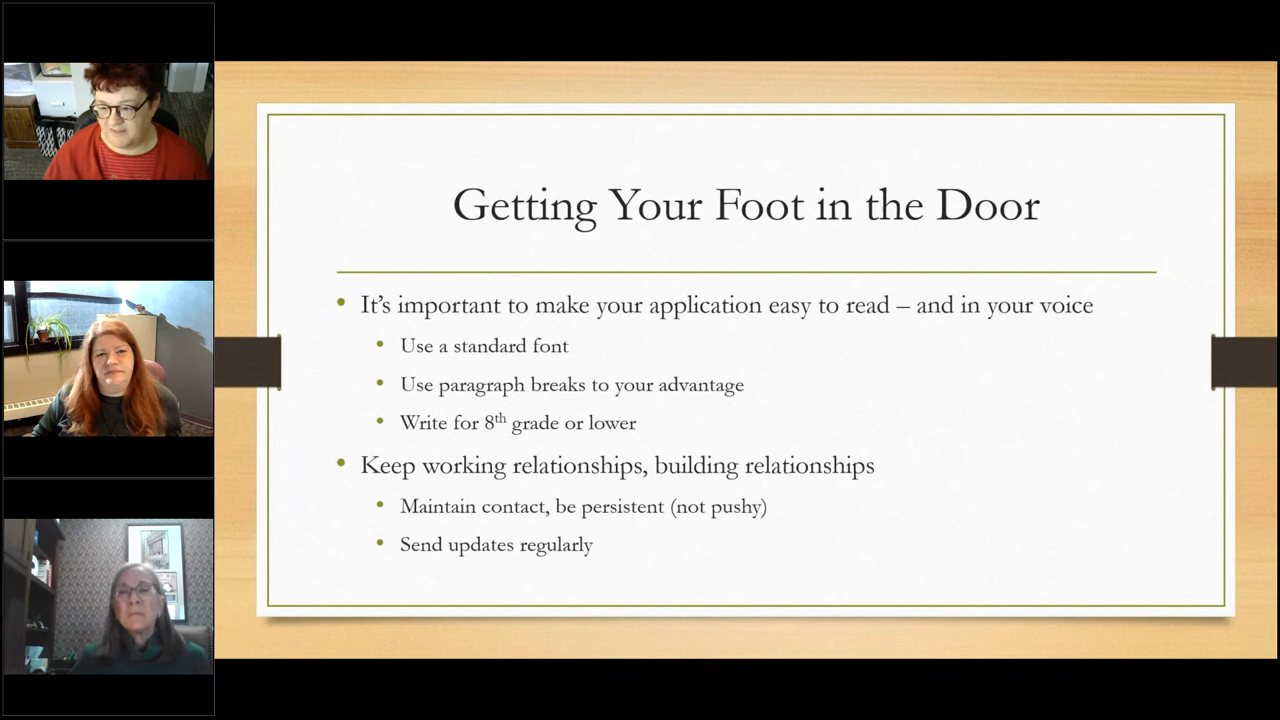 Getting Your Foot in the Door
• It’s important to make your application easy to read – and in your voice
• Use a standard font
• Use paragraph breaks to your advantage
• Write for 8th grade or lower
• Keep working relationships, building relationships
• Maintain contact, be persistent (not pushy)
• Send updates regularly